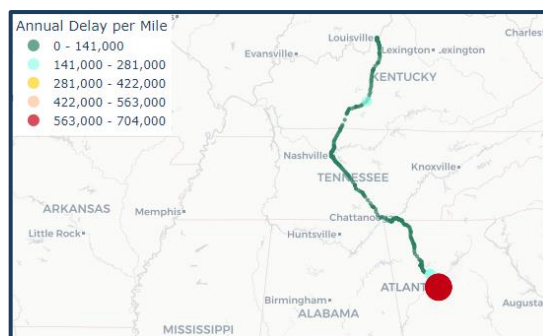 Annual Delay per Mile
0 - 141,000
141,000 - 281,000
281,000 - 422,000
422,000 - 563,000
563,000 - 704,000
Louisville
Charles
Evansville
Lexington
Lexington
KENTUCKY
Nashville
Knoxville
TENNESSEE
ARKANSAS
Memphis
Chattanoo
Little Rock
Huntsville
ATLANT
Birmingham
Augusta
ALABAMA
MISSISSIPPI